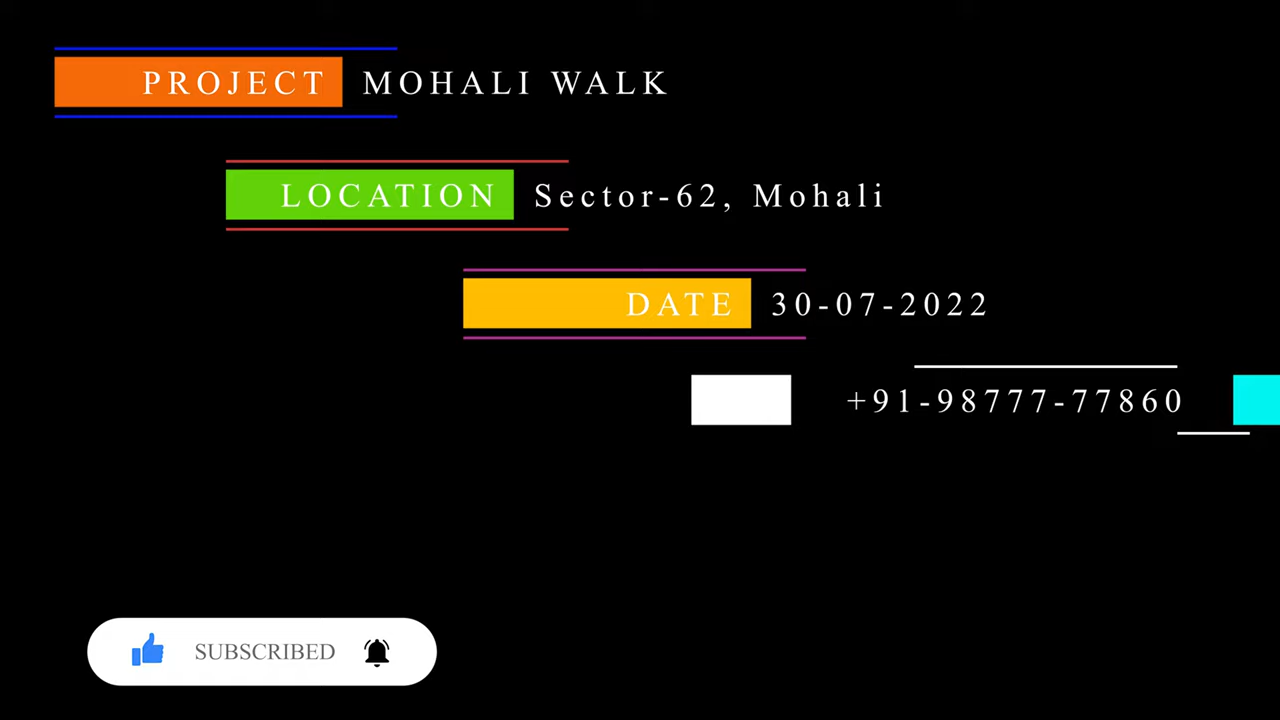 PROJECT MOHALI WALK
LOCATION Sector-62, Mohali
DATE 30-07-2022
+91-98777-77860
SUBSCRIBED